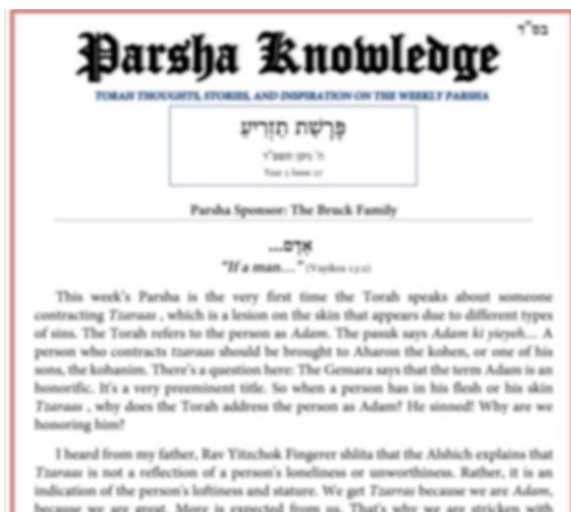 בס"ד
Parsha Knowledge
TORAH THOUGHTS, STORIES, AND INSPIRATION ON THE WEEKLY PARSHA
פָּרָשַׁת תַזְרִיעַ
Parsha Sponsor: The Bruck Family
אָדָם...
"If a man…" (Vayikra 13:2)
This week's Parsha is the very first time the Torah speaks about someone
contracting Tzaraas , which is a lesion on the skin that appears due to different types
of sins. The Torah refers to the person as Adam. The pasuk says Adam ki yieyeh... A
person who contracts tzaraas should be brought to Aharon the kohen, or one of his
sons, the kohanim. There's a question here: The Gemara says that the term Adam is an
honorific. It's a very preeminent title. So when a person has in his flesh or his skin
Tzaraas , why does the Torah address the person as Adam? He sinned! Why are we
honoring him?
I heard from my father, Rav Yitzchok Fingerer shlita that the Alshich explains that
Tzaraas is not a reflection of a person's loneliness or unworthiness. Rather, it is an
indication of the person's loftiness and stature. We get Tzarras because we are Adam,
because we are great. More is expected from us. That's why we are stricken with